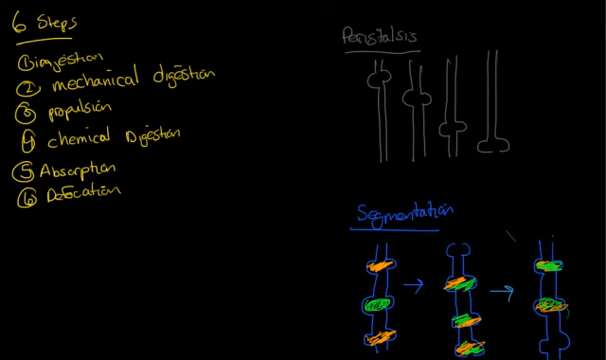 6 Steps
① ingestion
② mechanical digestion
③ propulsion
④ chemical Digestion
⑤ Absorption
⑥ Defecation
Peristalsis
Segmentation